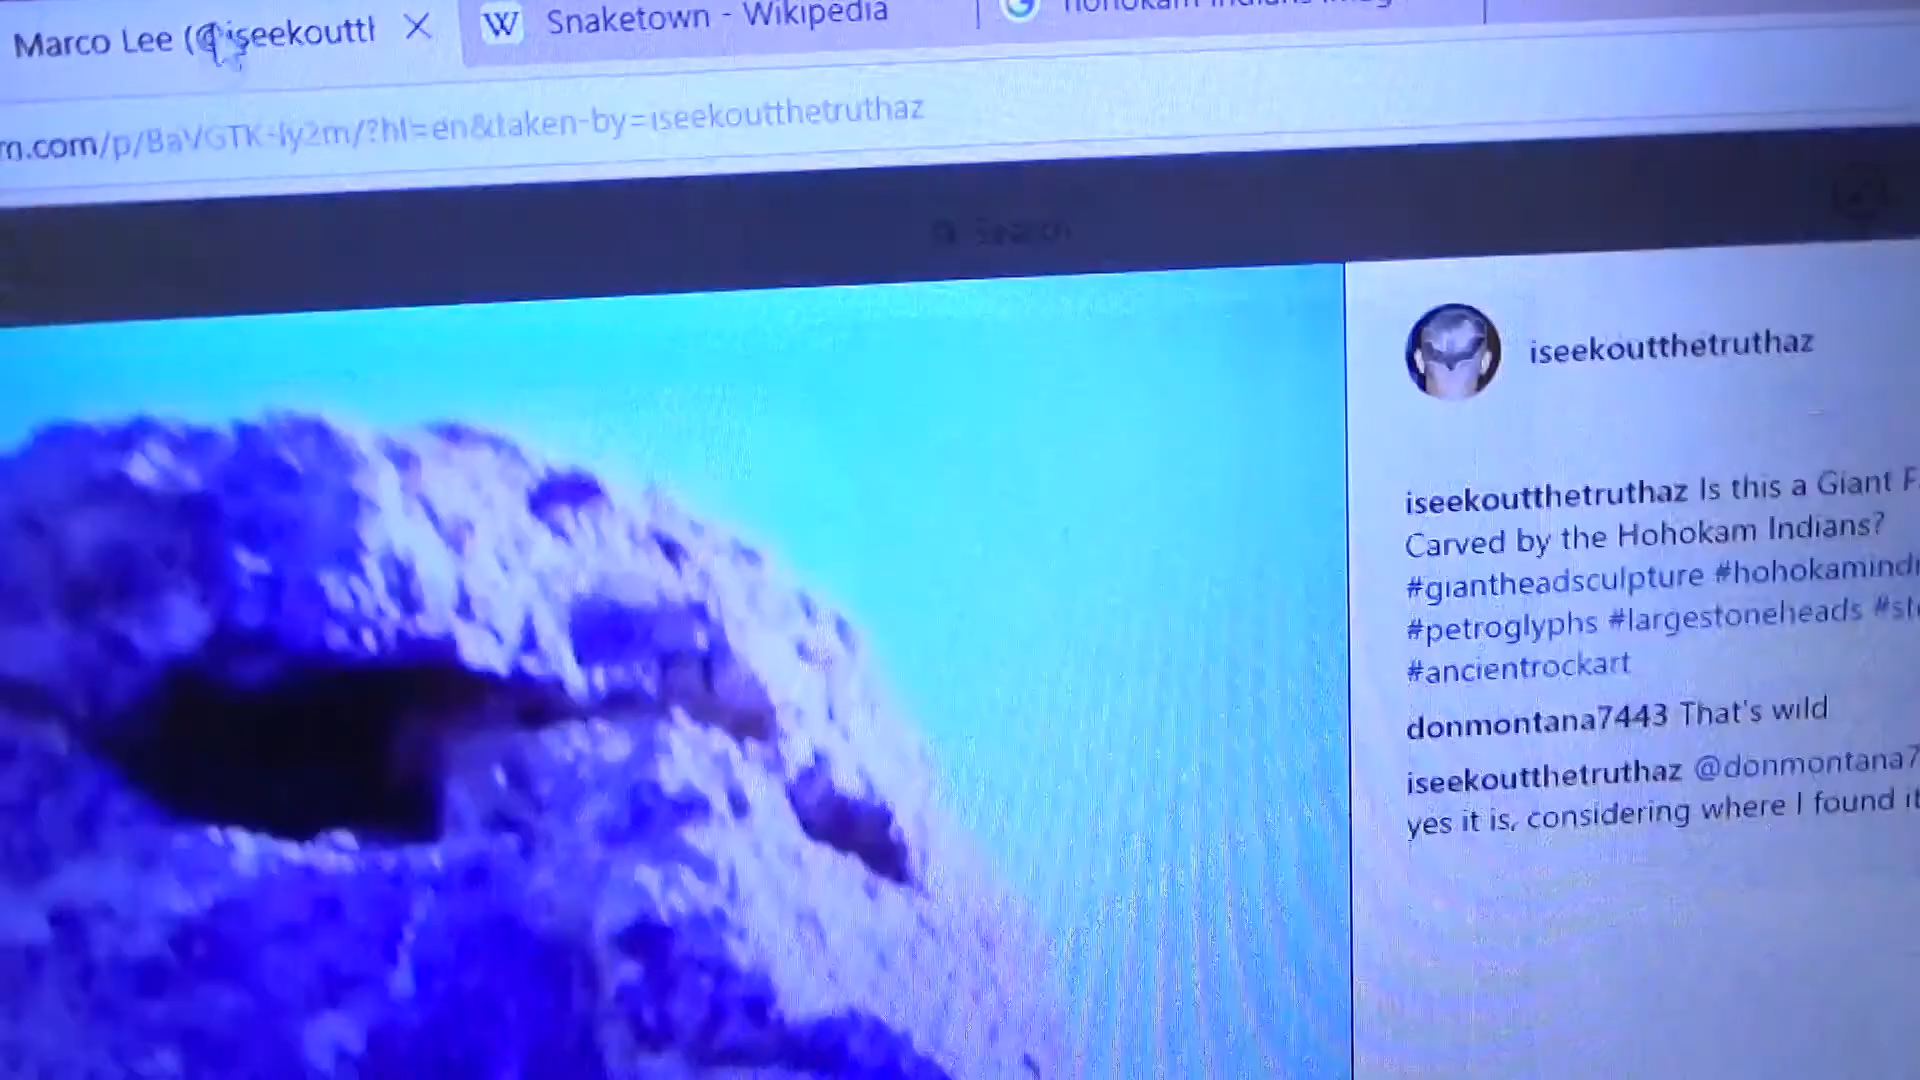 Marco Lee (@iseekoutt
W Snaketown - Wikipedia
hohokam indians imag
m.com/p/BaVGTK-ly2m/?hl=en&taken-by=iseekoutthetruthaz
Search
iseekoutthetruthaz
iseekoutthetruthaz Is this a Giant F
Carved by the Hohokam Indians?
#giantheadsculpture #hohokamind
#petroglyphs #largestoneheads #st
#ancientrockart
donmontana7443 That's wild
iseekoutthetruthaz @donmontana7
yes it is, considering where I found it